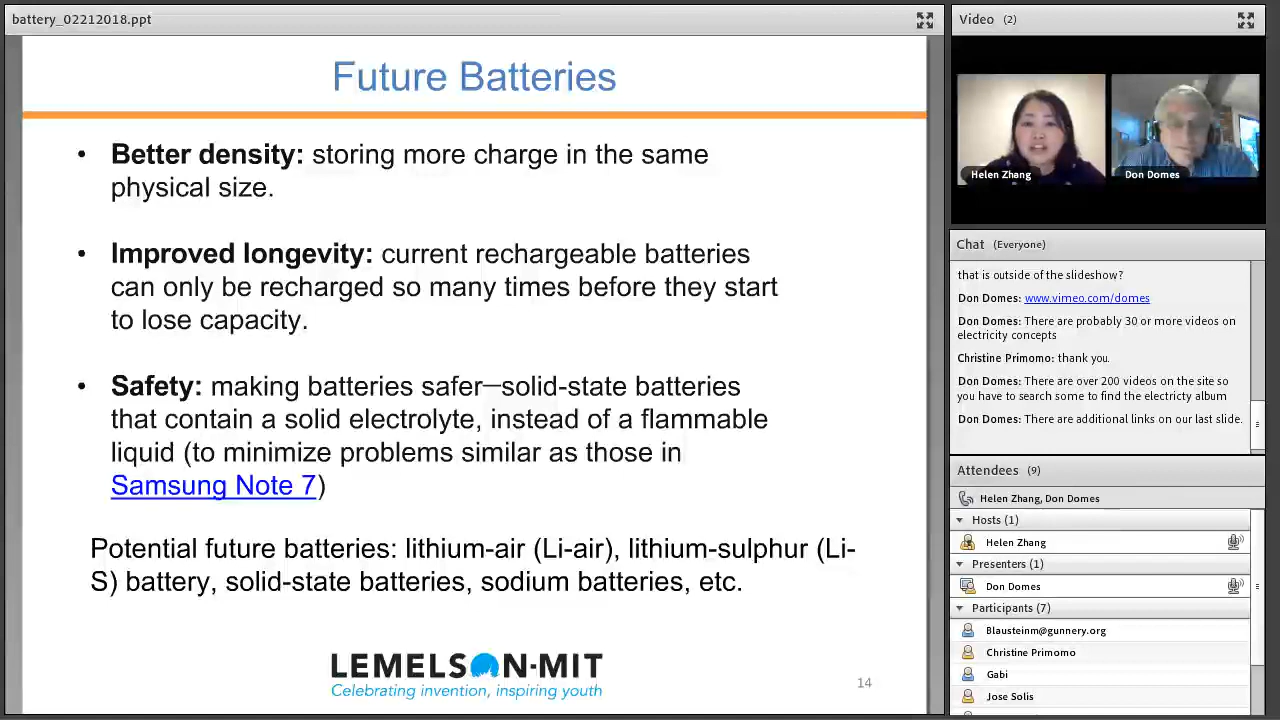 battery_02212018.ppt
Future Batteries
• Better density: storing more charge in the same
physical size.
• Improved longevity: current rechargeable batteries
can only be recharged so many times before they start
to lose capacity.
• Safety: making batteries safer—solid-state batteries
that contain a solid electrolyte, instead of a flammable
liquid (to minimize problems similar as those in
Samsung Note 7)
Potential future batteries: lithium-air (Li-air), lithium-sulphur (Li-
S) battery, solid-state batteries, sodium batteries, etc.
LEMELSON-MIT
Celebrating invention, inspiring youth
14
Video (2)
Helen Zhang
Don Domes
Chat (Everyone)
that is outside of the slideshow?
Don Domes: www.vimeo.com/domes
Don Domes: There are probably 30 or more videos on
electricity concepts
Christine Primomo: thank you.
Don Domes: There are over 200 videos on the site so
you have to search some to find the electricty album
Don Domes: There are additional links on our last slide.
Attendees (9)
Helen Zhang, Don Domes
Hosts (1)
Helen Zhang
Presenters (1)
Don Domes
Participants (7)
Blausteinm@gunnery.org
Christine Primomo
Gabi
Jose Solis